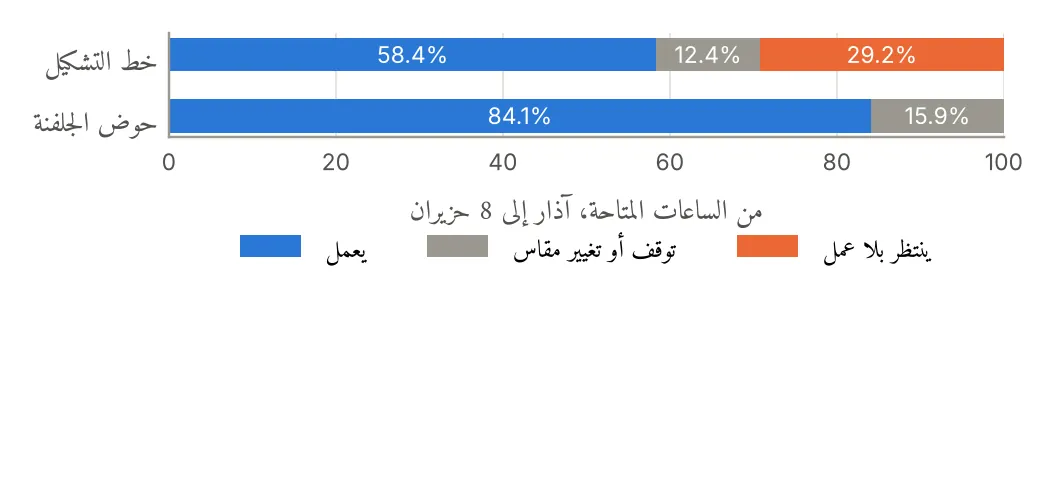 خط التشكيل
58.4%
12.4%
29.2%
حوض الجلفنة
84.1%
15.9%
0 20 40 60 80 100
من الساعات المتاحة، آذار إلى 8 حزيران
يعمل
توقف أو تغيير مقاس
ينتظر بلا عمل